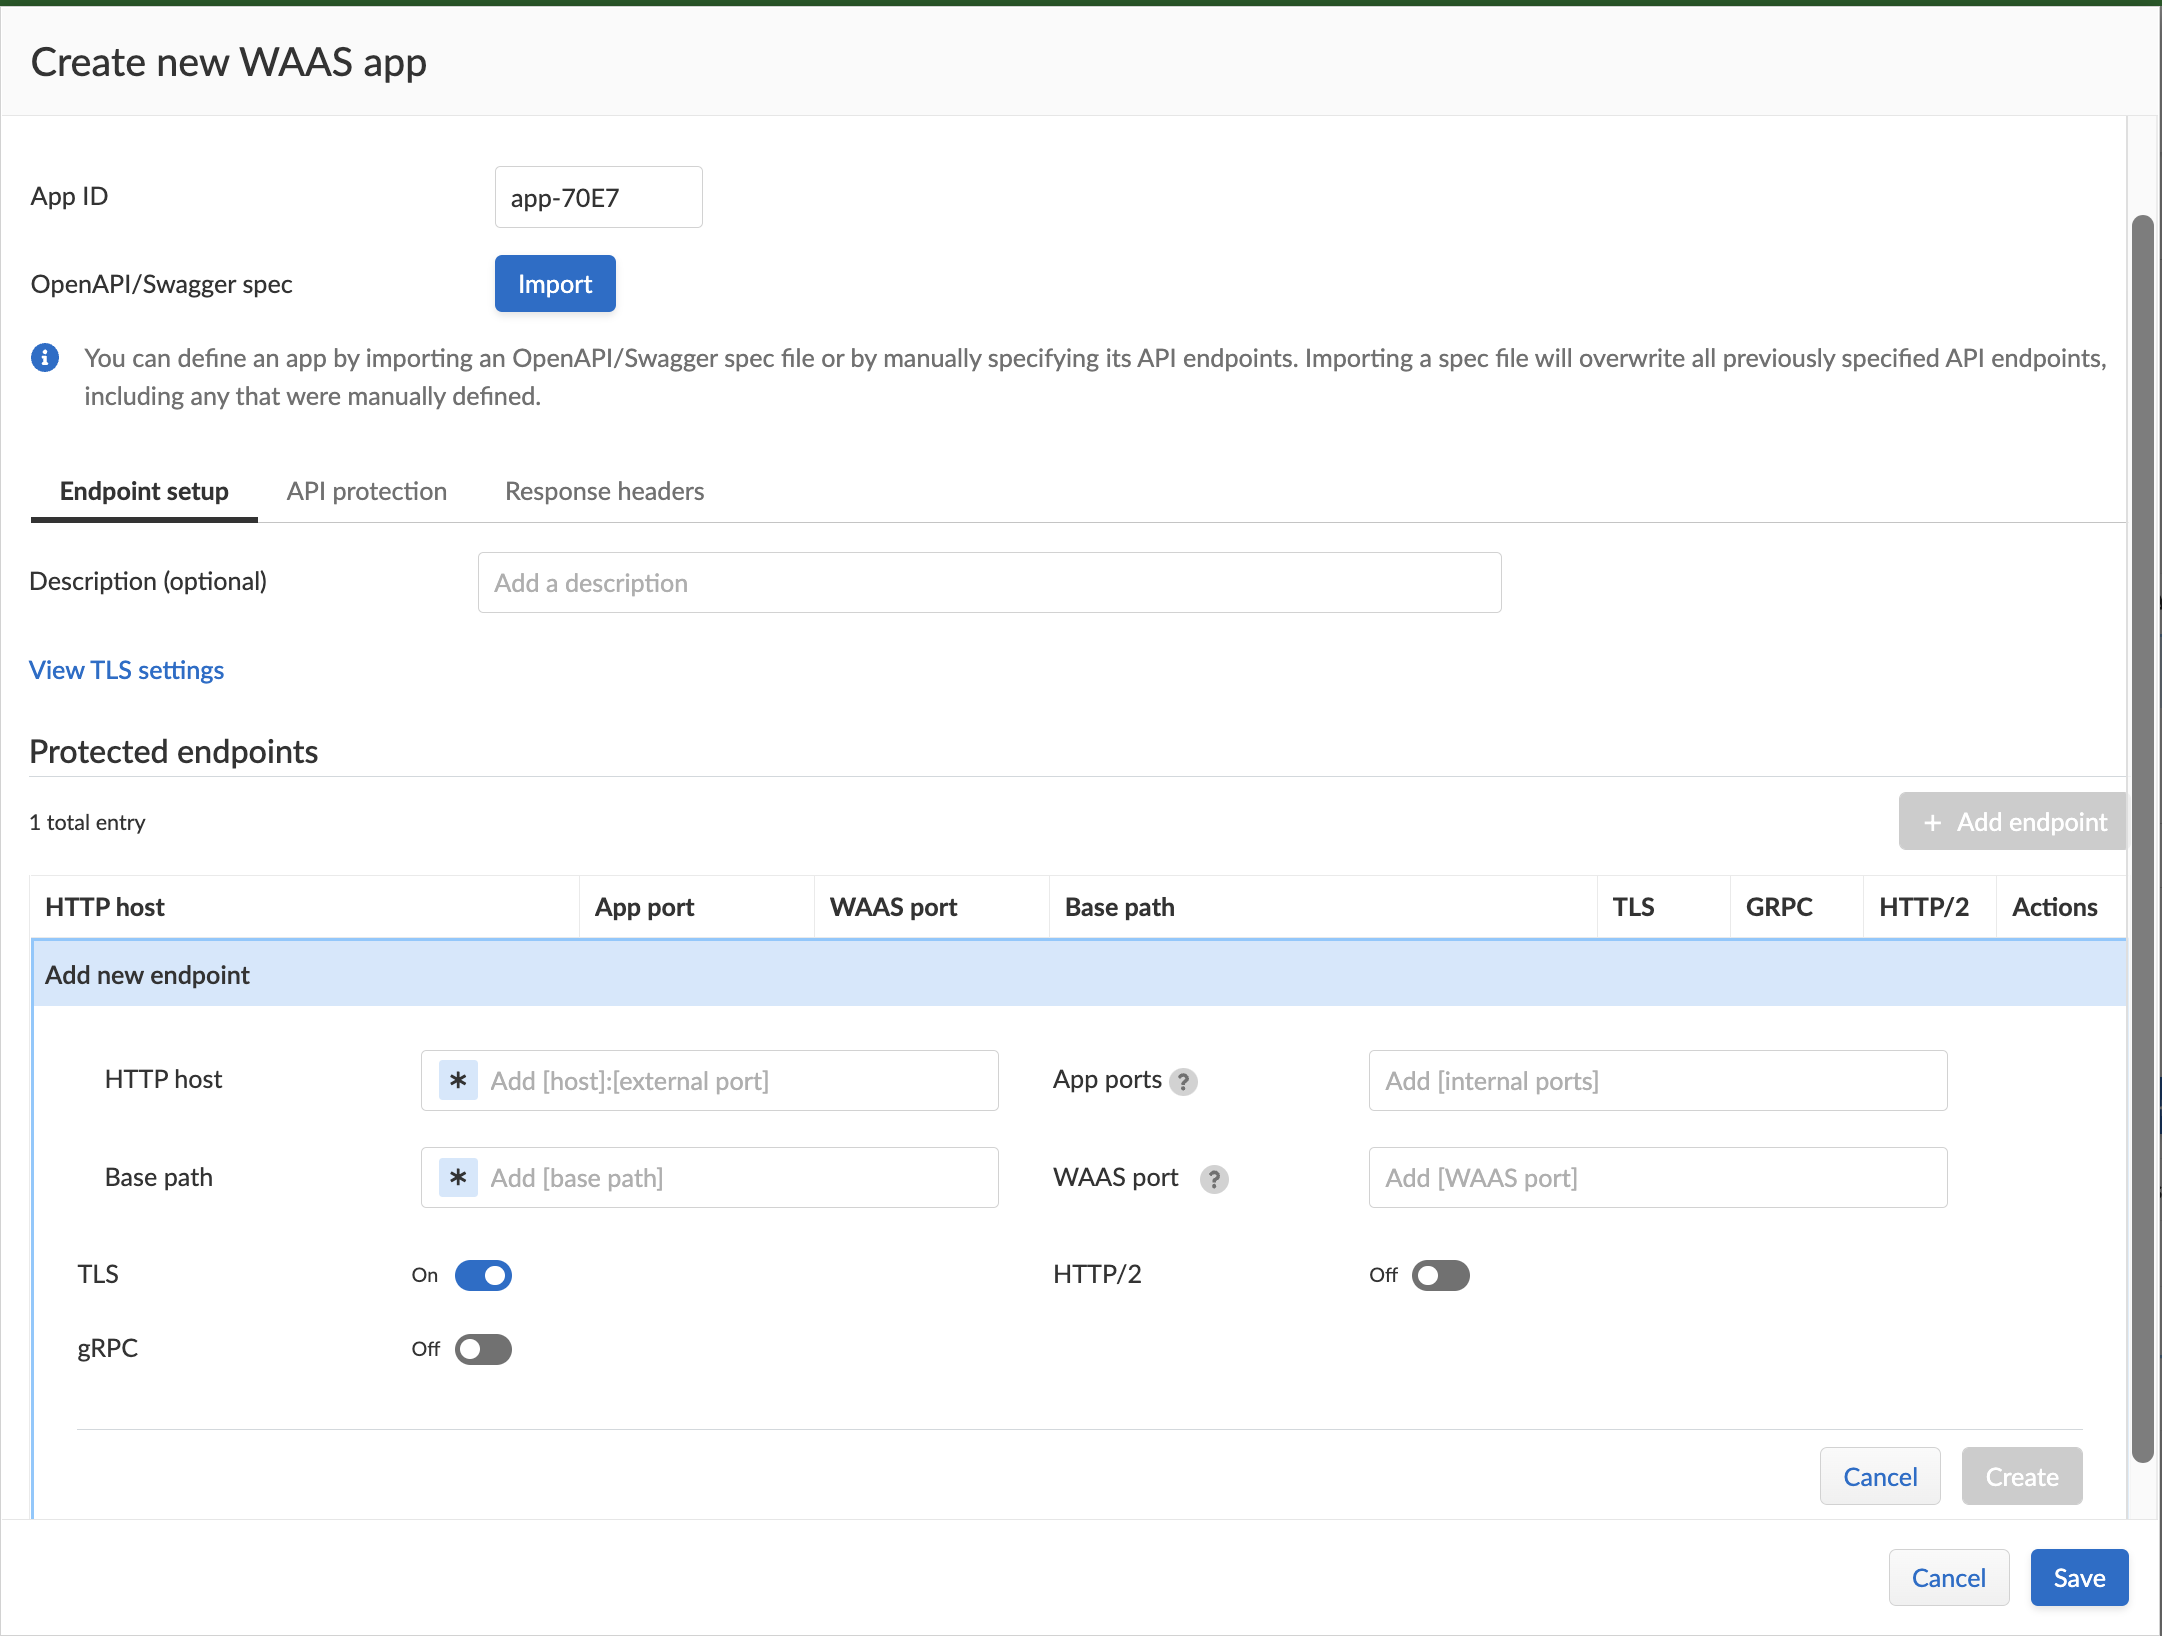 Create new WAAS app
App ID
app-70E7
OpenAPI/Swagger spec
Import
You can define an app by importing an OpenAPI/Swagger spec file or by manually specifying its API endpoints. Importing a spec file will overwrite all previously specified API endpoints,
including any that were manually defined.
Endpoint setup API protection Response headers
Description (optional)
Add a description
View TLS settings
Protected endpoints
1 total entry
+ Add endpoint
HTTP host App port WAAS port Base path TLS GRPC HTTP/2 Actions
Add new endpoint
HTTP host * Add [host]:[external port] App ports ? Add [internal ports]
Base path * Add [base path] WAAS port ? Add [WAAS port]
TLS On HTTP/2 Off
gRPC Off
Cancel Create
Cancel Save